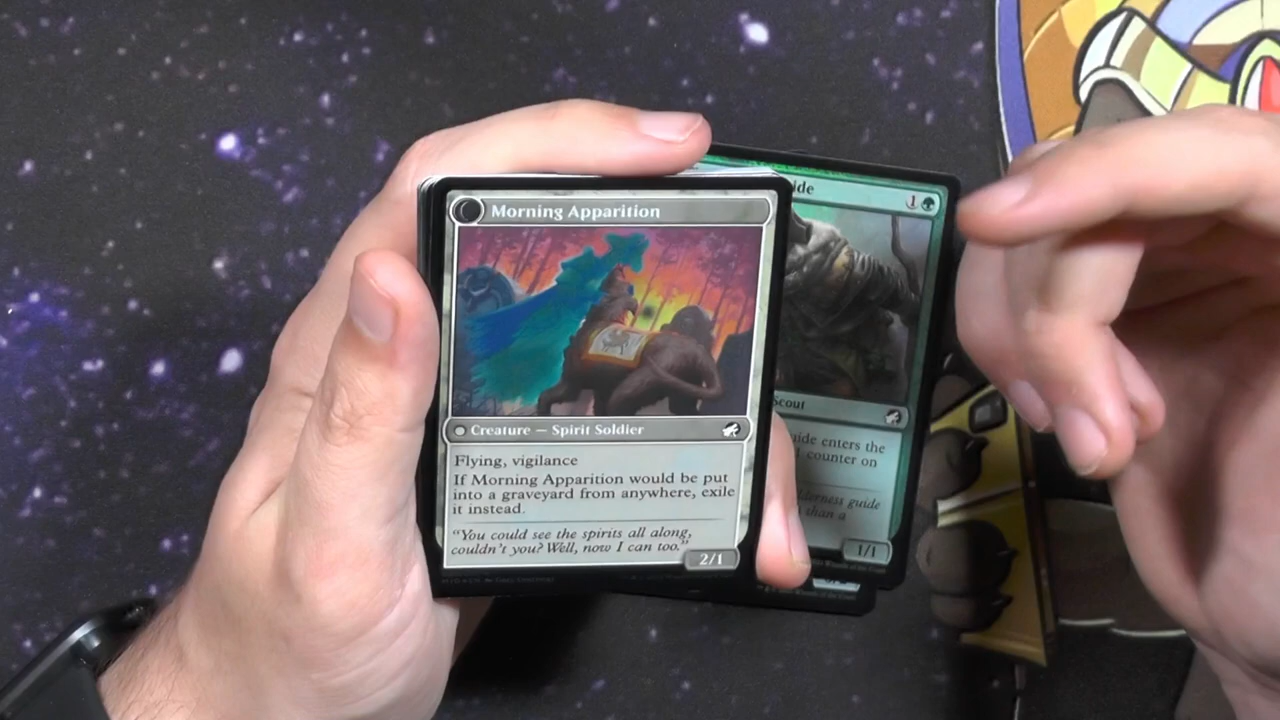 Morning Apparition
Creature — Spirit Soldier
Flying, vigilance
If Morning Apparition would be put
into a graveyard from anywhere, exile
it instead.
"You could see the spirits all along,
couldn't you? Well, now I can too."
2/1
ide
1
Scout
uide enters the
counter on
derness guide
than a
1/1